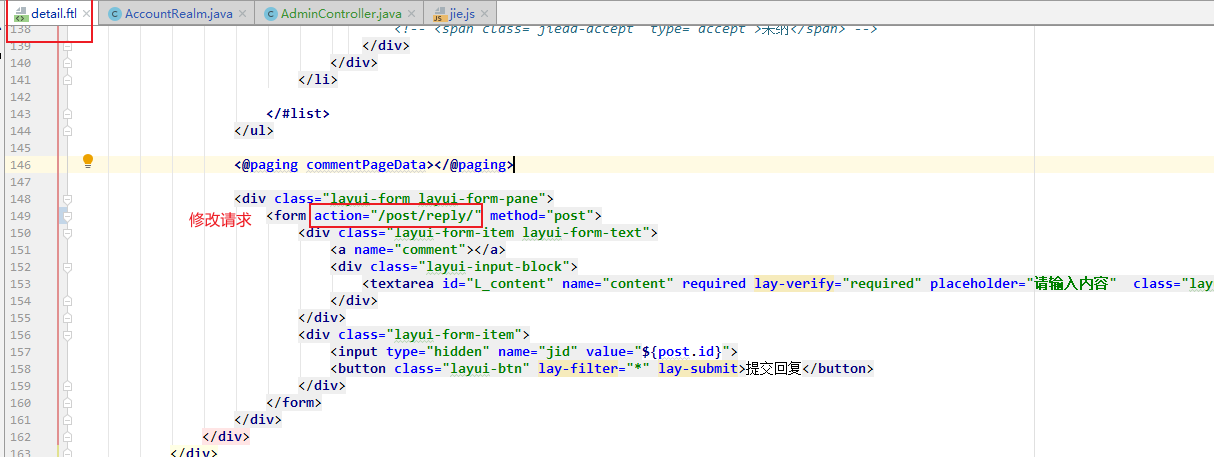 detail.ftl AccountRealm.java AdminController.java jie.js
138 <!-- <span class="jieda-accept" type="accept">采纳</span> -->
139 </div>
140 </div>
141 </li>
142
143 </#list>
144 </ul>
145
146 <@paging commentPageData></@paging>
147
148 <div class="layui-form layui-form-pane">
149 修改请求 <form action="/post/reply/" method="post">
150 <div class="layui-form-item layui-form-text">
151 <a name="comment"></a>
152 <div class="layui-input-block">
153 <textarea id="L_content" name="content" required lay-verify="required" placeholder="请输入内容" class="lay
154 </div>
155 </div>
156 <div class="layui-form-item">
157 <input type="hidden" name="jid" value="${post.id}">
158 <button class="layui-btn" lay-filter="*" lay-submit>提交回复</button>
159 </div>
160 </form>
161 </div>
162 </div>
163 </div>